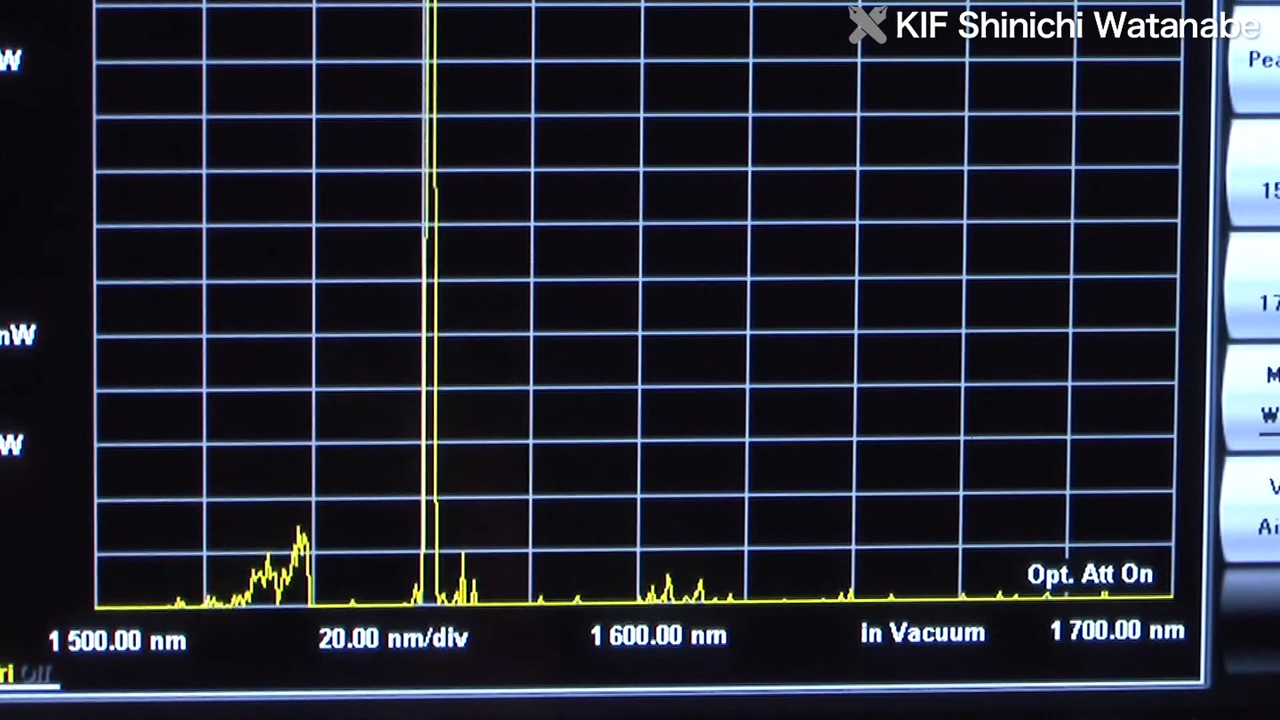 KIF Shinichi Watanabe
Opt. Att On
1 500.00 nm
20.00 nm/div
1 600.00 nm
in Vacuum
1 700.00 nm
Off